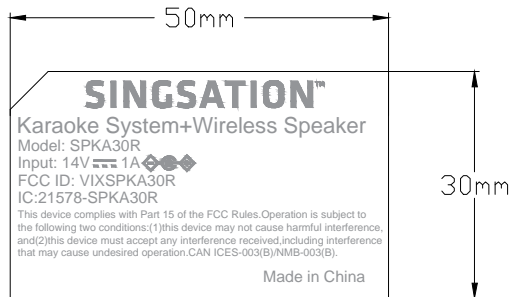 50mm
SINGSATION™
Karaoke System+Wireless Speaker
Model: SPKA30R
Input: 14V ⎓ 1A
FCC ID: VIXSPKA30R
IC:21578-SPKA30R
30mm
This device complies with Part 15 of the FCC Rules.Operation is subject to
the following two conditions:(1)this device may not cause harmful interference,
and(2)this device must accept any interference received,including interference
that may cause undesired operation.CAN ICES-003(B)/NMB-003(B).
Made in China